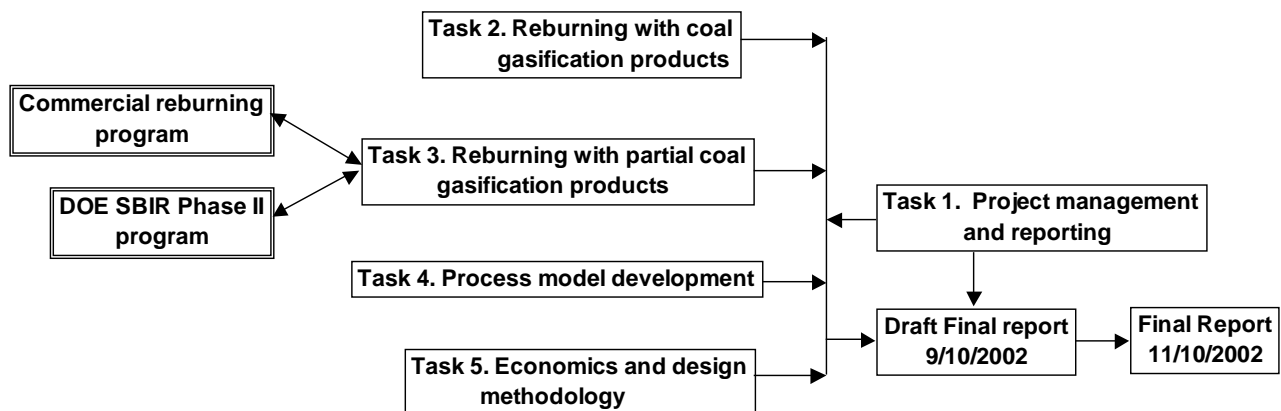 Task 2. Reburning with coal
gasification products
Commercial reburning
program
Task 3. Reburning with partial coal
gasification products
DOE SBIR Phase II
program
Task 1.  Project management
and reporting
Task 4. Process model development
Draft Final report
9/10/2002
Final Report
11/10/2002
Task 5. Economics and design
methodology